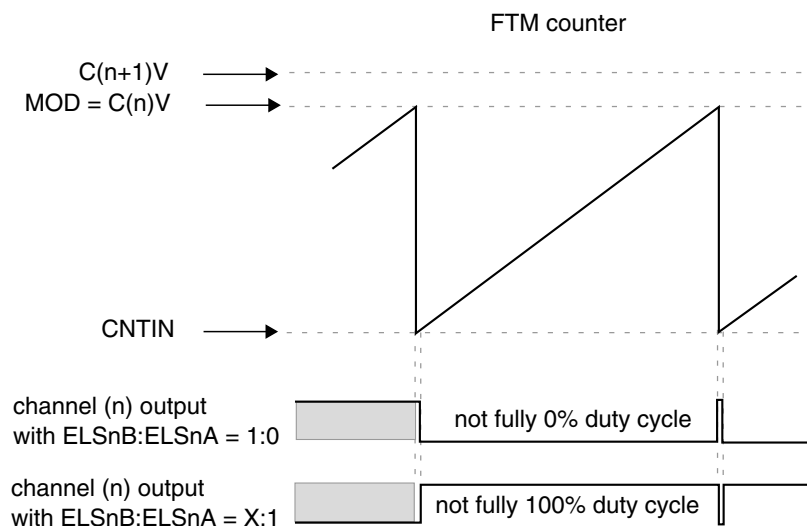 FTM counter
C(n+1)V
MOD = C(n)V
CNTIN
channel (n) output
with ELSnB:ELSnA = 1:0
not fully 0% duty cycle
channel (n) output
with ELSnB:ELSnA = X:1
not fully 100% duty cycle